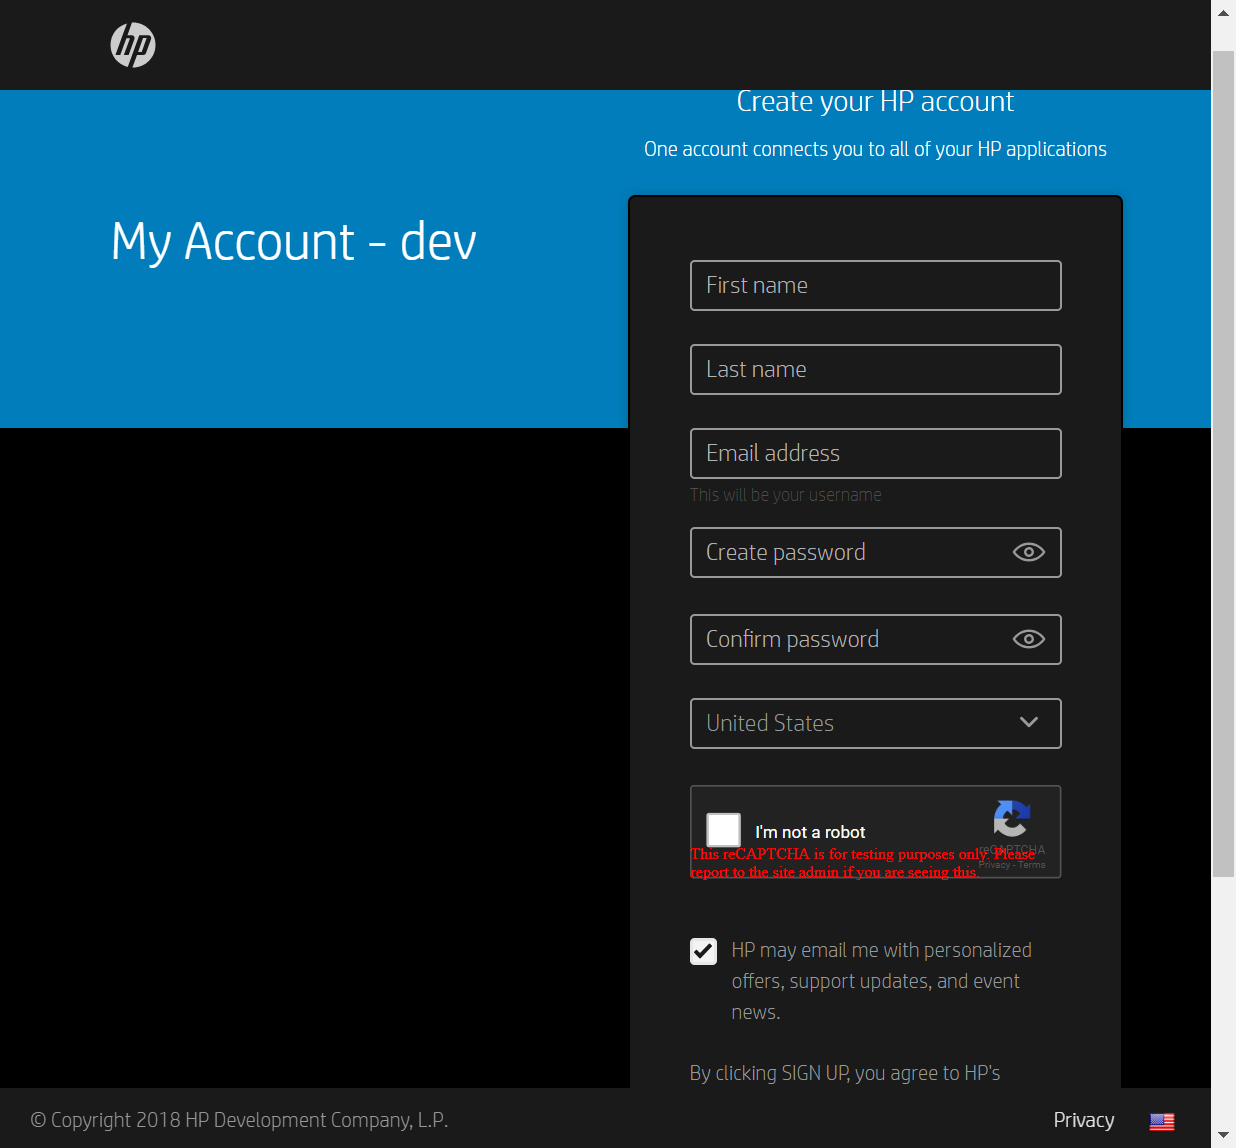 hp
Create your HP account
One account connects you to all of your HP applications
My Account - dev
First name
Last name
Email address
This will be your username
Create password
Confirm password
United States
I'm not a robot
reCAPTCHA
Privacy - Terms
This reCAPTCHA is for testing purposes only. Please
report to the site admin if you are seeing this.
HP may email me with personalized
offers, support updates, and event
news.
By clicking SIGN UP, you agree to HP's
© Copyright 2018 HP Development Company, L.P.
Privacy